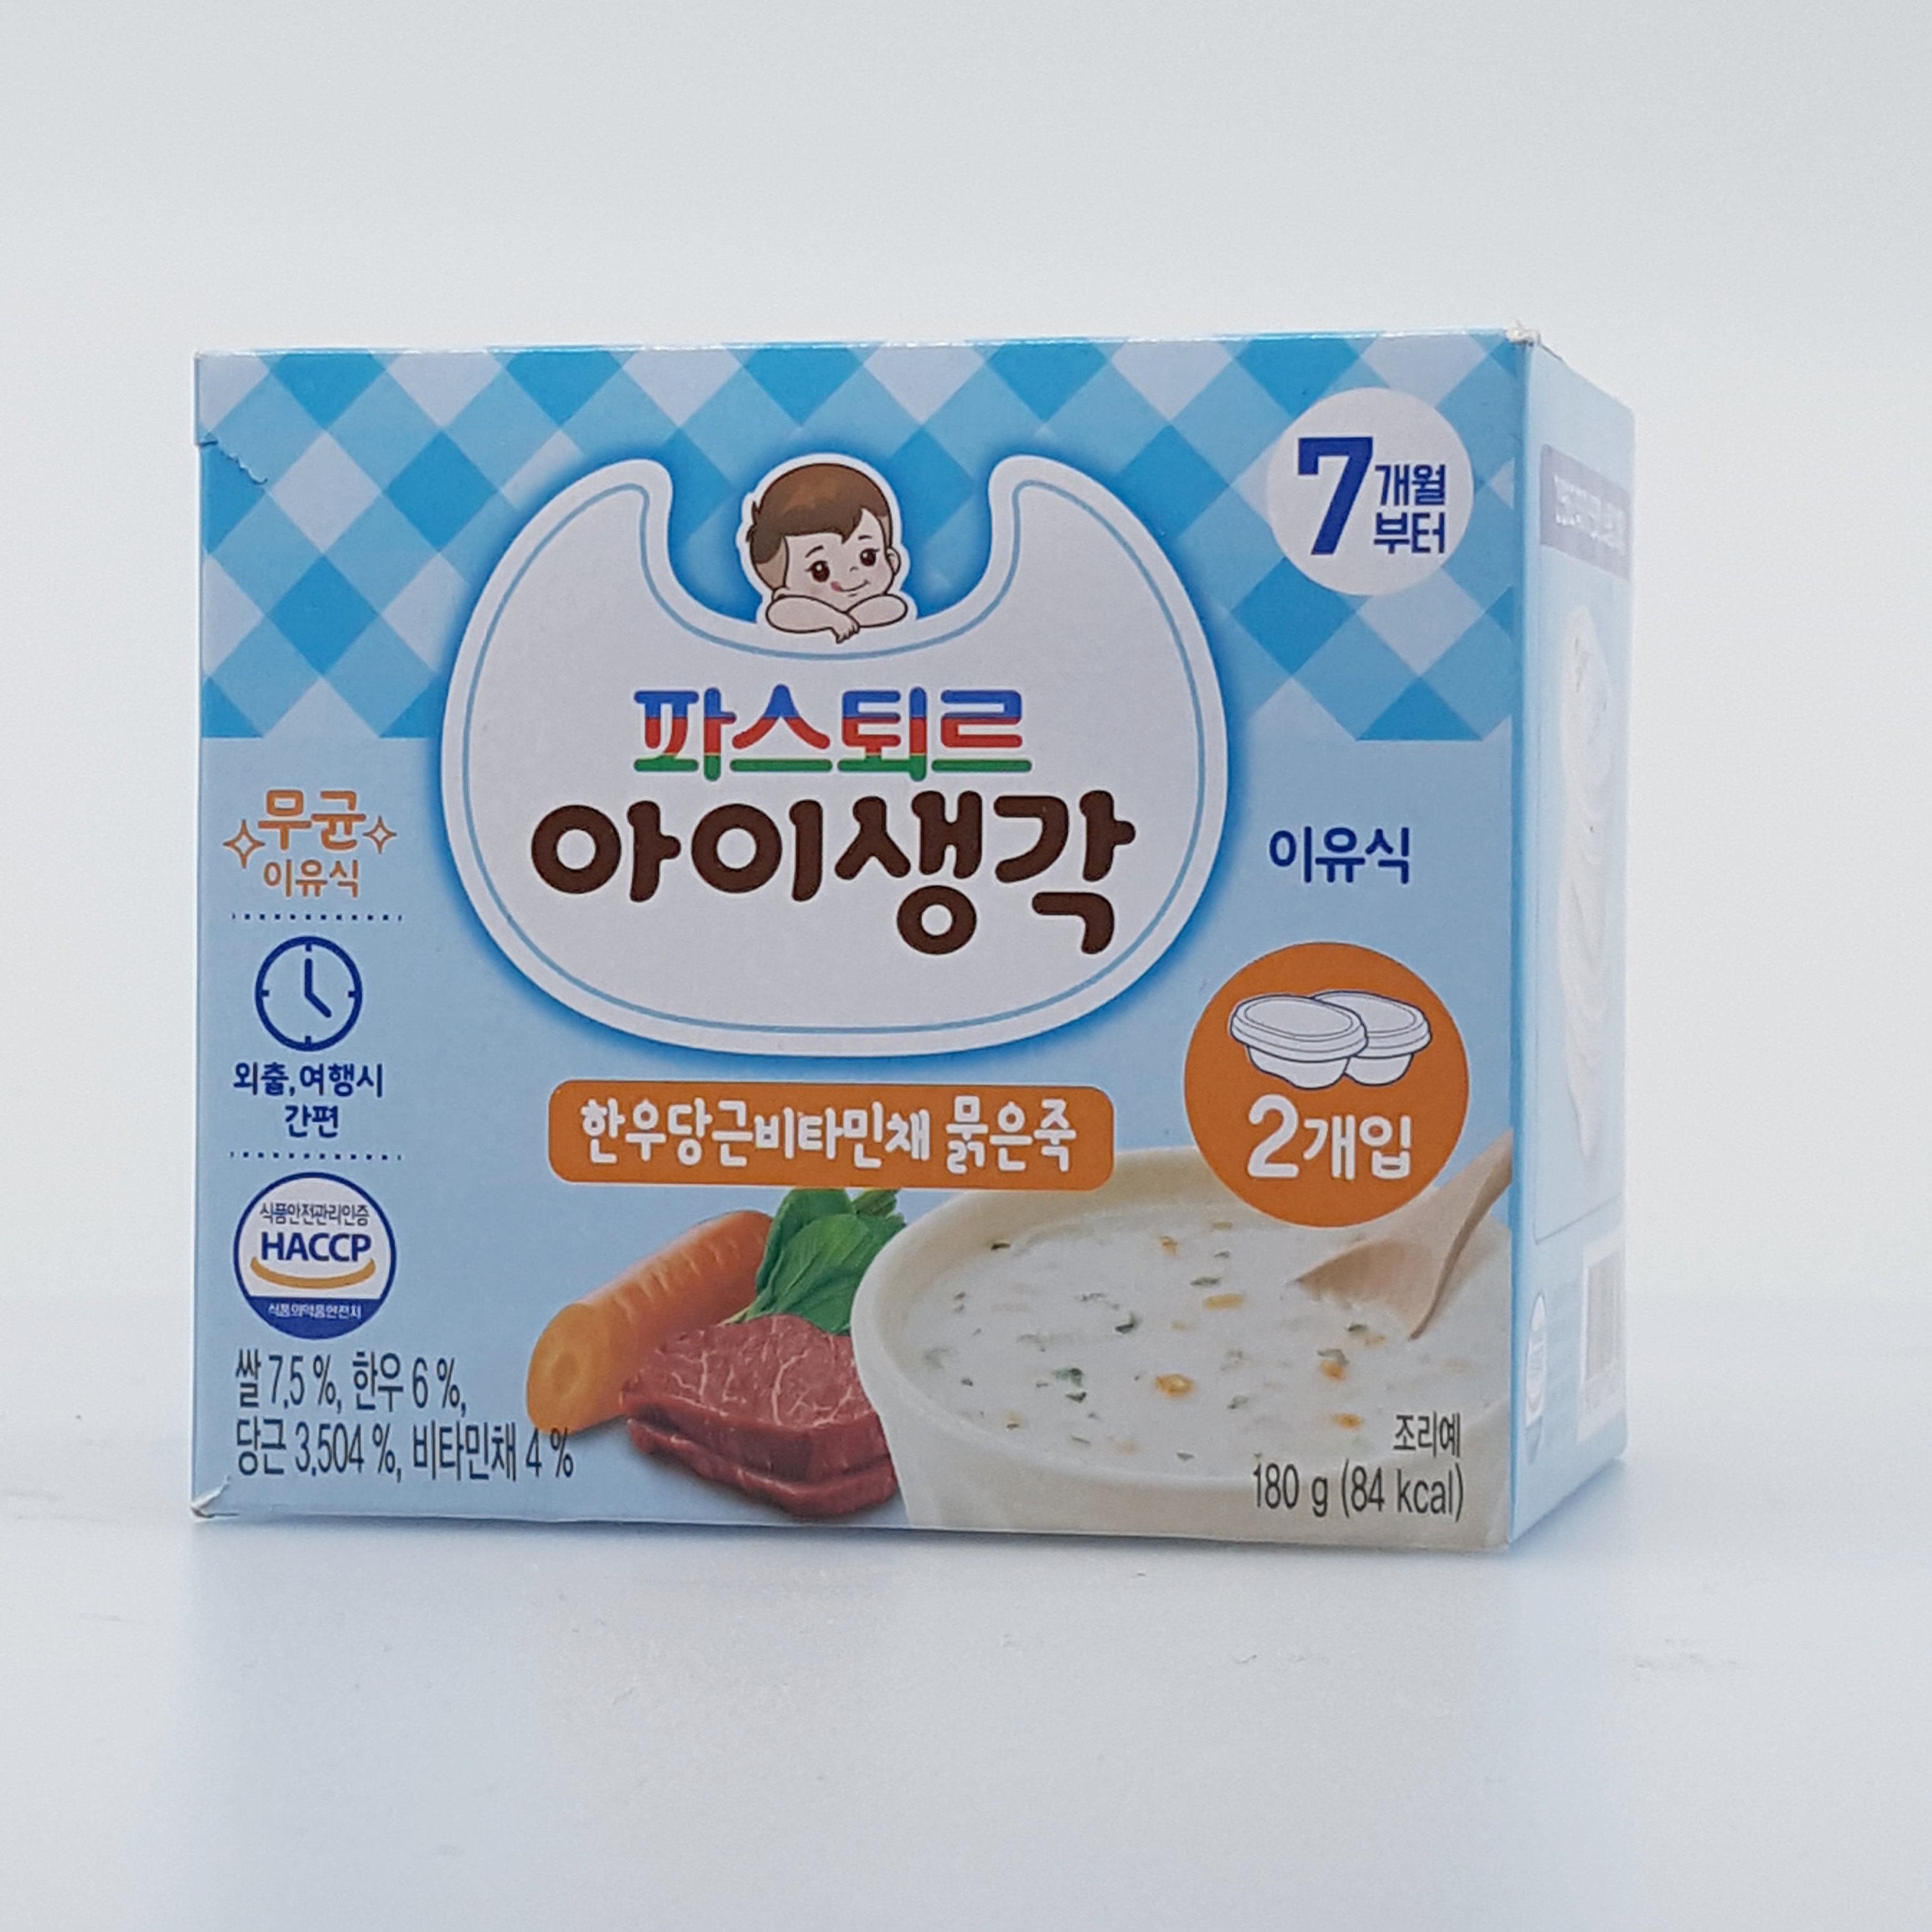 7개월
부터
파스퇴르
아이생각
이유식
무균
이유식
외출,여행시
간편
식품안전관리인증
HACCP
식품의약품안전처
한우당근비타민채 묽은죽
2개입
쌀 7.5 %, 한우 6 %,
당근 3.504 %, 비타민채 4 %
조리예
180 g (84 kcal)